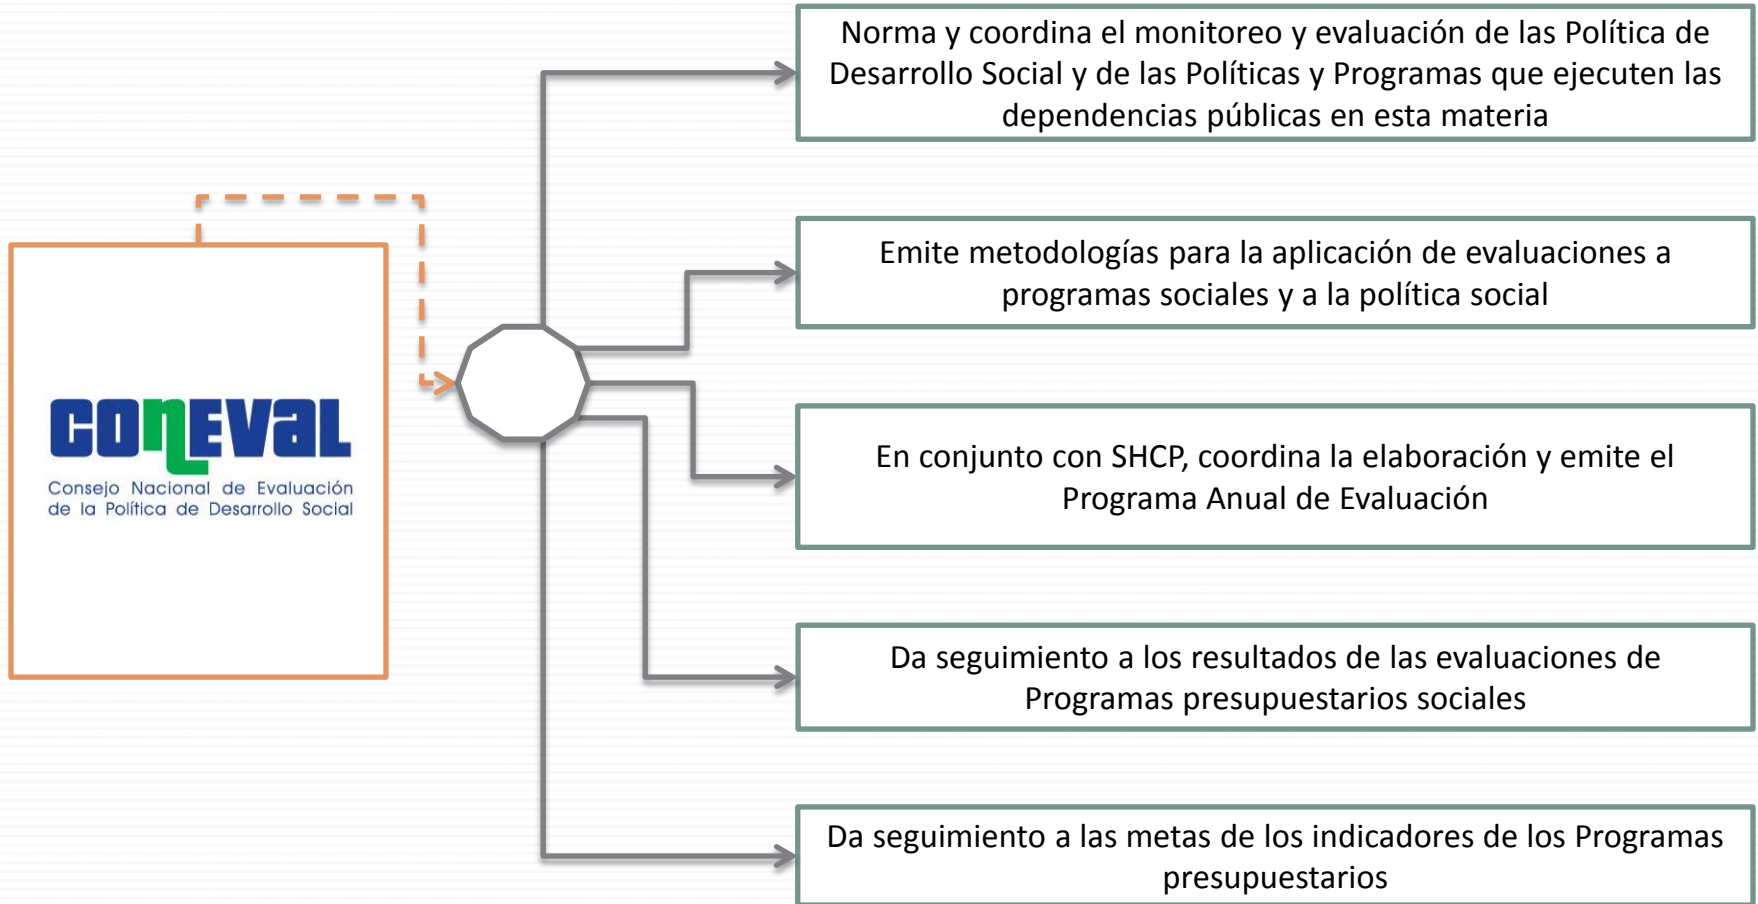 Norma y coordina el monitoreo y evaluación de las Política de
Desarrollo Social y de las Políticas y Programas que ejecuten las
dependencias públicas en esta materia
Emite metodologías para la aplicación de evaluaciones a
programas sociales y a la política social
CONEVAL
Consejo Nacional de Evaluación
de la Política de Desarrollo Social
En conjunto con SHCP, coordina la elaboración y emite el
Programa Anual de Evaluación
Da seguimiento a los resultados de las evaluaciones de
Programas presupuestarios sociales
Da seguimiento a las metas de los indicadores de los Programas
presupuestarios